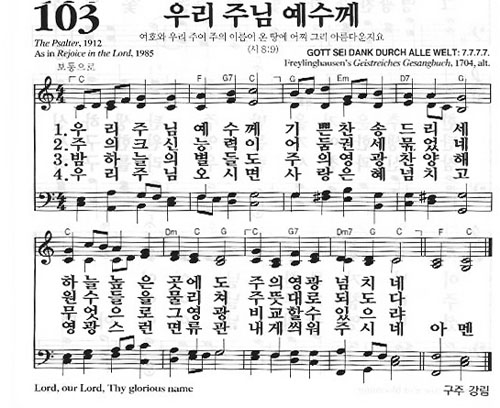 103 우리 주님 예수께
여호와 우리 주여 주의 이름이 온 땅에 어찌 그리 아름다운지요
(시 8:9)
The Psalter, 1912
As in Rejoice in the Lord, 1985
보통으로
GOTT SEI DANK DURCH ALLE WELT: 7.7.7.7.
Freylinghausen's Geistreiches Gesangbuch, 1704, alt.
C F G7 C G Em D7 G
1.우리주님예수께 기쁜찬송드리세
2.주의크신능력이 어둠권세묶었네
3.밤하늘의별들도 주의영광찬양해
4.우리주님오시면 사랑은혜넘치고
C Dm C G C Dm G7 C F C
하늘높은곳에도 주의영광넘치네
원수들을물리쳐 주뜻대로되도다
무엇으로그영광 비교할수있으랴
영광스런면류관 내게씌워주시네 아멘
Lord, our Lord, Thy glorious name
구주 강림